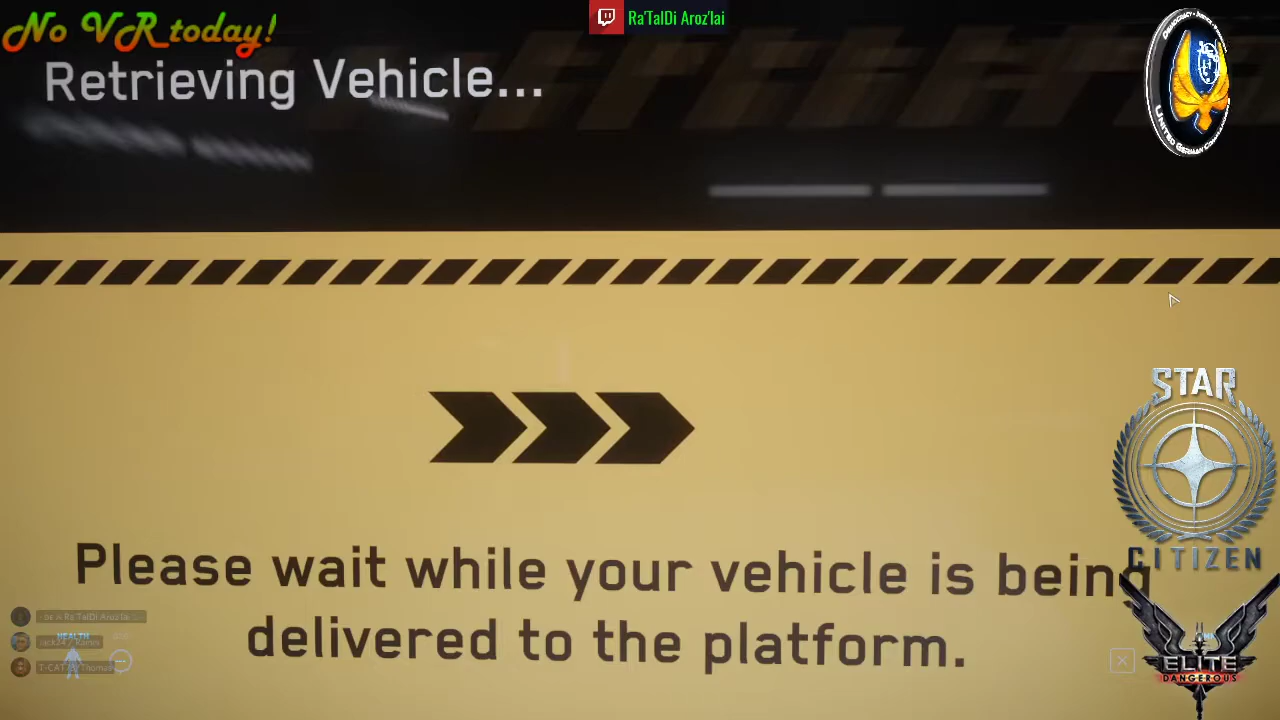 No VR today!
Ra'TalDi Aroz'lai
Retrieving Vehicle...
Please wait while your vehicle is being
delivered to the platform.
STAR
CITIZEN
HEALTH
ELITE
DANGEROUS